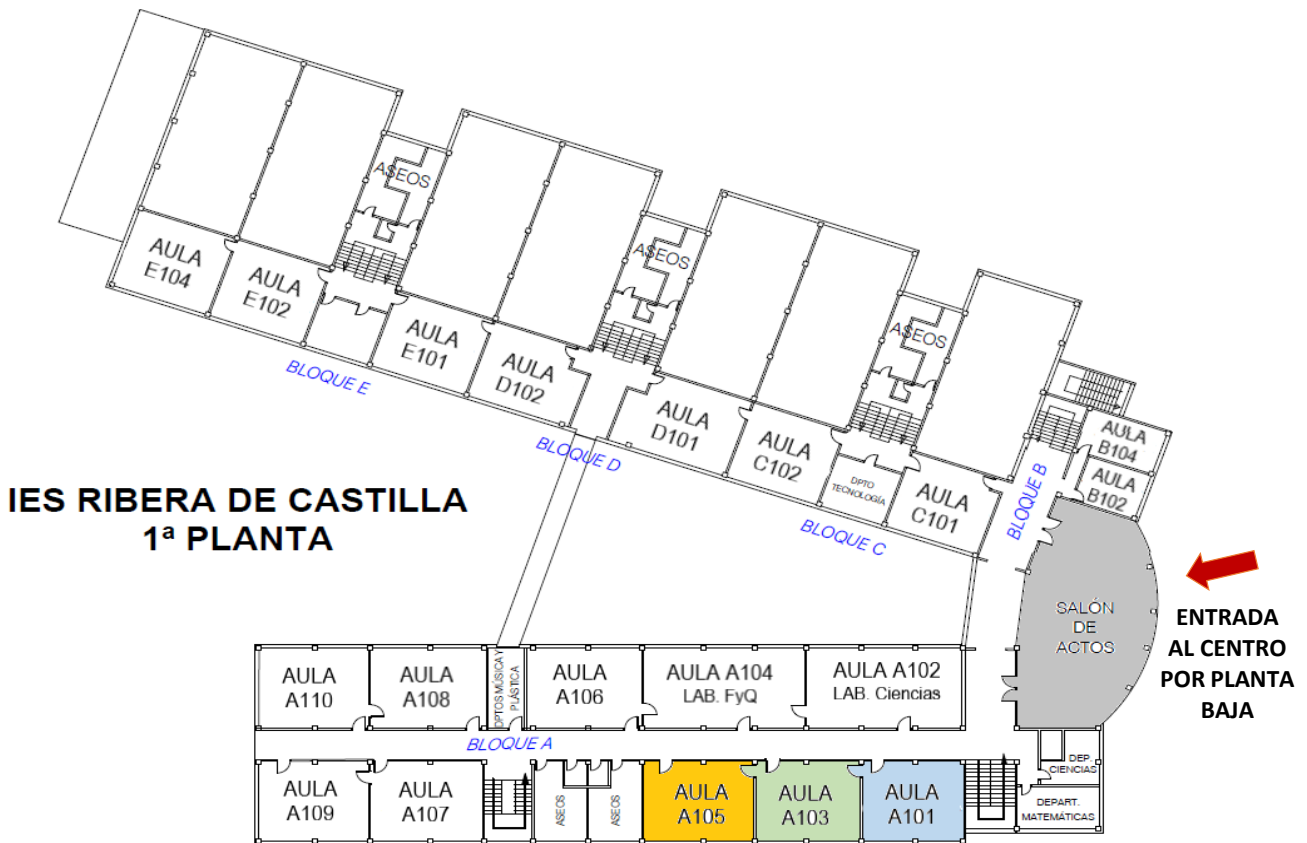 ASEOS
AULA
E104
AULA
E102
ASEOS
AULA
E101
AULA
D102
BLOQUE E
ASEOS
AULA
D101
AULA
C102
DPTO
TECNOLOGÍA
AULA
C101
AULA
B104
AULA
B102
BLOQUE B
BLOQUE D
BLOQUE C
IES RIBERA DE CASTILLA
1ª PLANTA
SALÓN
DE
ACTOS
ENTRADA
AL CENTRO
POR PLANTA
BAJA
AULA
A110
AULA
A108
DPTOS MÚSICA Y
PLÁSTICA
AULA
A106
AULA A104
LAB. FyQ
AULA A102
LAB. Ciencias
BLOQUE A
AULA
A109
AULA
A107
ASEOS
ASEOS
AULA
A105
AULA
A103
AULA
A101
DEP.
CIENCIAS
DEPART.
MATEMÁTICAS